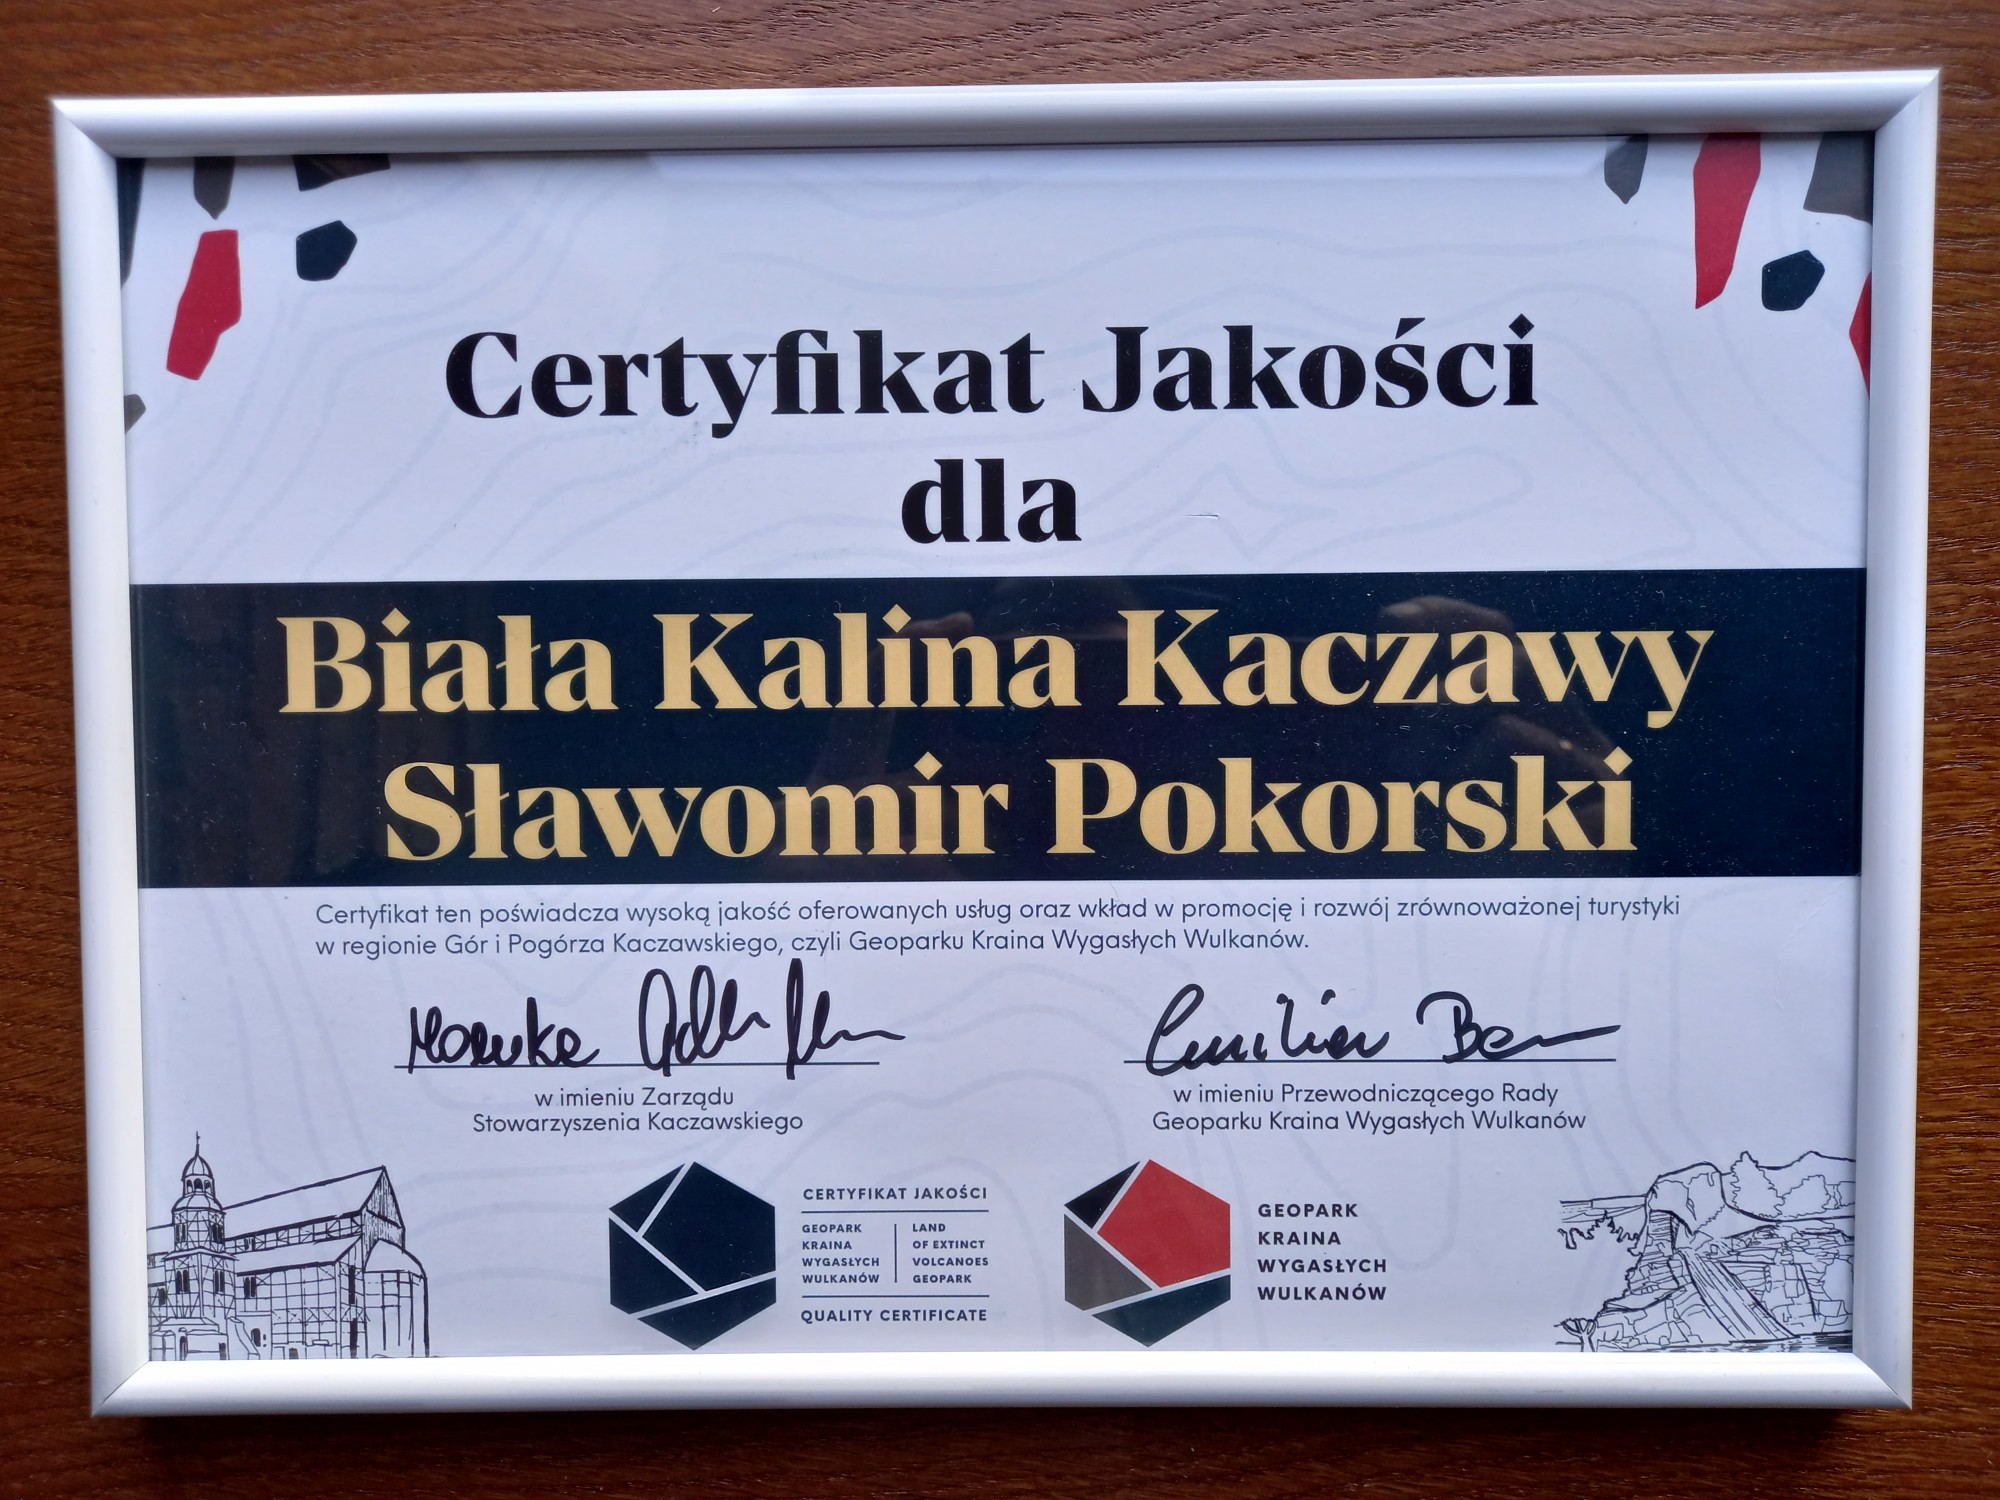 Certyfikat Jakości
dla
Biała Kalina Kaczawy
Sławomir Pokorski
Certyfikat ten poświadcza wysoką jakość oferowanych usług oraz wkład w promocję i rozwój zrównoważonej turystyki
w regionie Gór i Pogórza Kaczawskiego, czyli Geoparku Kraina Wygasłych Wulkanów.
w imieniu Zarządu
Stowarzyszenia Kaczawskiego
w imieniu Przewodniczącego Rady
Geoparku Kraina Wygasłych Wulkanów
CERTYFIKAT JAKOŚCI
GEOPARK
KRAINA
WYGASŁYCH
WULKANÓW
LAND
OF EXTINCT
VOLCANOES
GEOPARK
QUALITY CERTIFICATE
GEOPARK
KRAINA
WYGASŁYCH
WULKANÓW